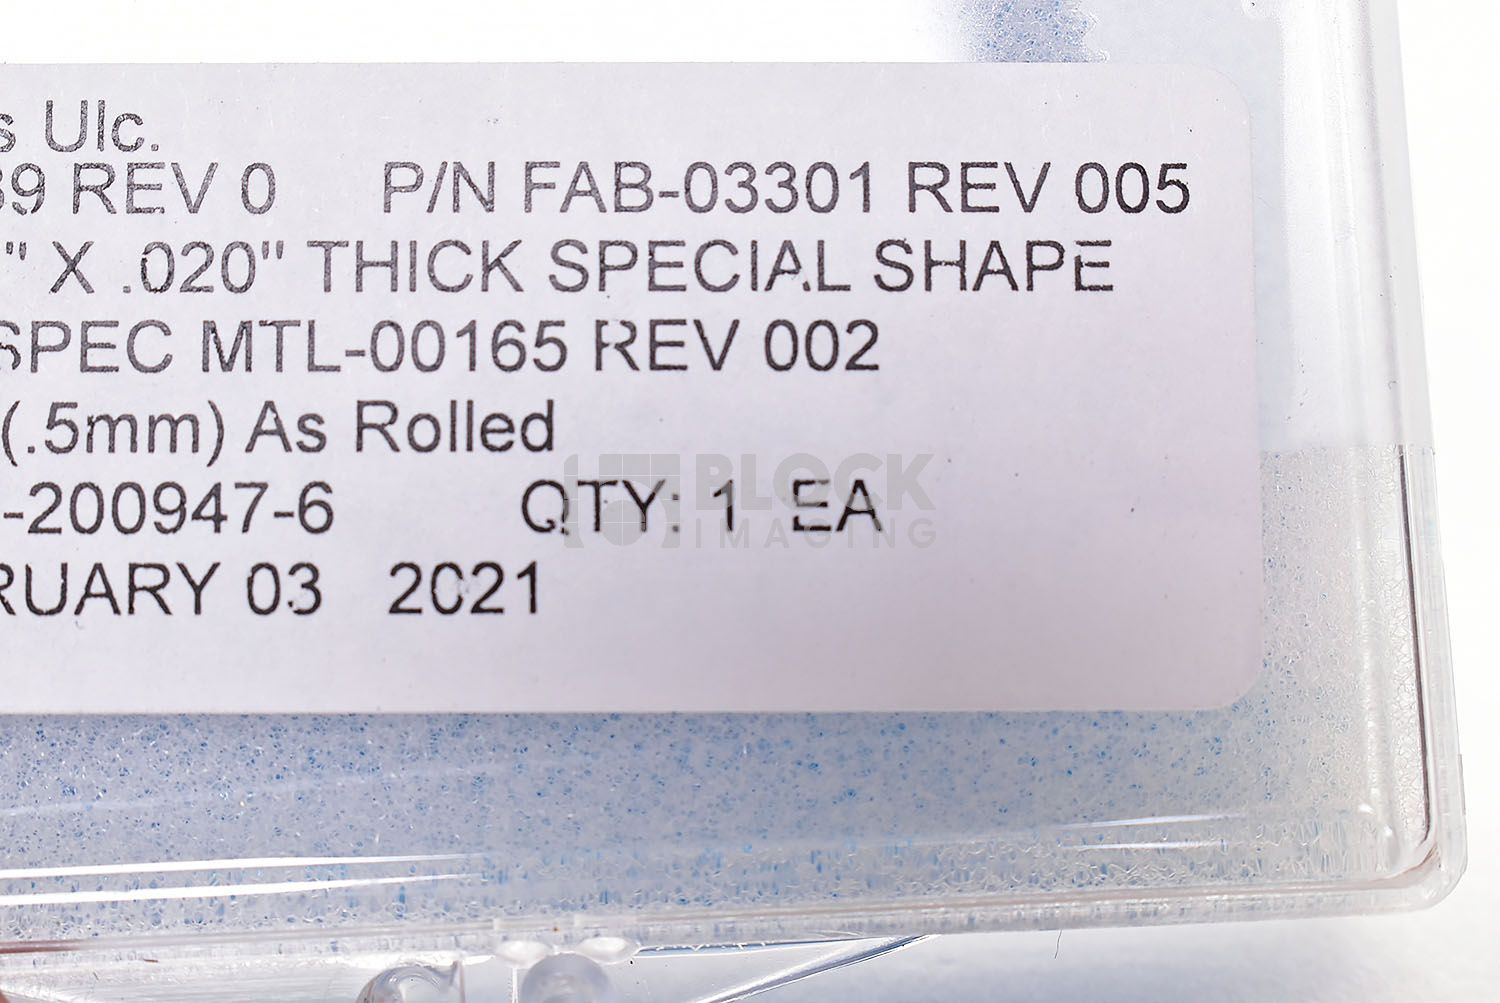 s Ulc.
39 REV 0 P/N FAB-03301 REV 005
" X .020" THICK SPECIAL SHAPE
SPEC MTL-00165 REV 002
(.5mm) As Rolled
-200947-6 QTY: 1 EA
RUARY 03 2021
BLOCK
IMAGING